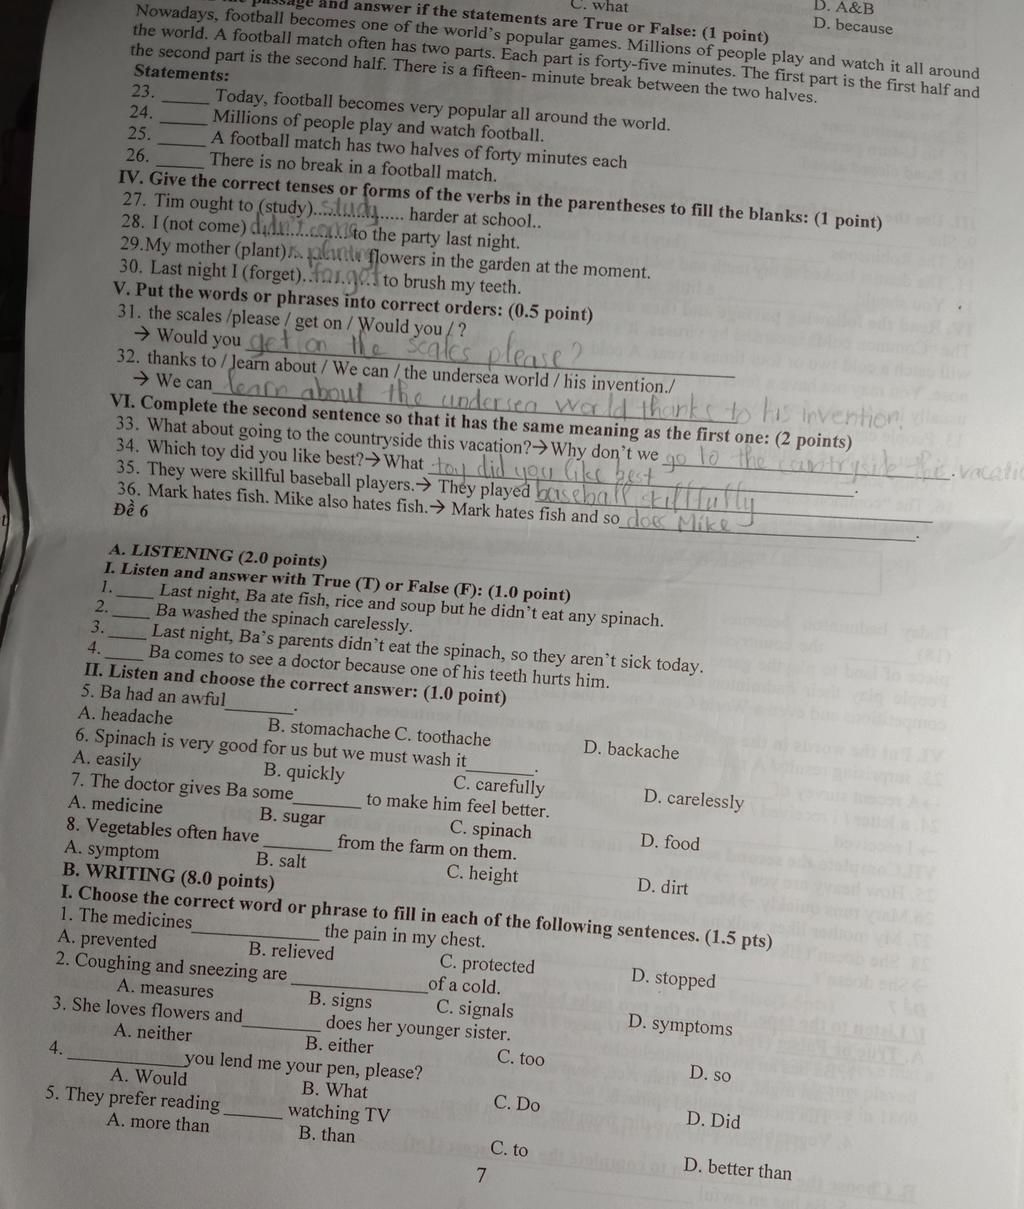 C. what
D. A&B
passage and answer if the statements are True or False: (1 point)
D. because
Nowadays, football becomes one of the world's popular games. Millions of people play and watch it all around
the world. A football match often has two parts. Each part is forty-five minutes. The first part is the first half and
the second part is the second half. There is a fifteen- minute break between the two halves.
Statements:
23. _____ Today, football becomes very popular all around the world.
24. _____ Millions of people play and watch football.
25. _____ A football match has two halves of forty minutes each
26. _____ There is no break in a football match.
IV. Give the correct tenses or forms of the verbs in the parentheses to fill the blanks: (1 point)
27. Tim ought to (study)...study..... harder at school..
28. I (not come) didn't come to the party last night.
29.My mother (plant) flowers in the garden at the moment.
30. Last night I (forget)..forget to brush my teeth.
V. Put the words or phrases into correct orders: (0.5 point)
31. the scales /please / get on / Would you / ?
→ Would you get on the scales please?
32. thanks to / learn about / We can / the undersea world / his invention./
→ We can learn about the undersea world thanks to his invention.
VI. Complete the second sentence so that it has the same meaning as the first one: (2 points)
33. What about going to the countryside this vacation?→ Why don't we go to the countryside this vacatio
34. Which toy did you like best?→ What toy did you like best.
35. They were skillful baseball players.→ They played baseball skillfully
36. Mark hates fish. Mike also hates fish.→ Mark hates fish and so does Mike.
Đề 6
A. LISTENING (2.0 points)
I. Listen and answer with True (T) or False (F): (1.0 point)
1. ____ Last night, Ba ate fish, rice and soup but he didn't eat any spinach.
2. ____ Ba washed the spinach carelessly.
3. ____ Last night, Ba's parents didn't eat the spinach, so they aren't sick today.
4. ____ Ba comes to see a doctor because one of his teeth hurts him.
II. Listen and choose the correct answer: (1.0 point)
5. Ba had an awful________.
A. headache B. stomachache C. toothache D. backache
6. Spinach is very good for us but we must wash it________.
A. easily B. quickly C. carefully D. carelessly
7. The doctor gives Ba some________ to make him feel better.
A. medicine B. sugar C. spinach D. food
8. Vegetables often have ________ from the farm on them.
A. symptom B. salt C. height D. dirt
B. WRITING (8.0 points)
I. Choose the correct word or phrase to fill in each of the following sentences. (1.5 pts)
1. The medicines_______________ the pain in my chest.
A. prevented B. relieved C. protected D. stopped
2. Coughing and sneezing are ________________of a cold.
A. measures B. signs C. signals D. symptoms
3. She loves flowers and_________ does her younger sister.
A. neither B. either C. too D. so
4. ______________you lend me your pen, please?
A. Would B. What C. Do D. Did
5. They prefer reading _______ watching TV
A. more than B. than C. to D. better than
7